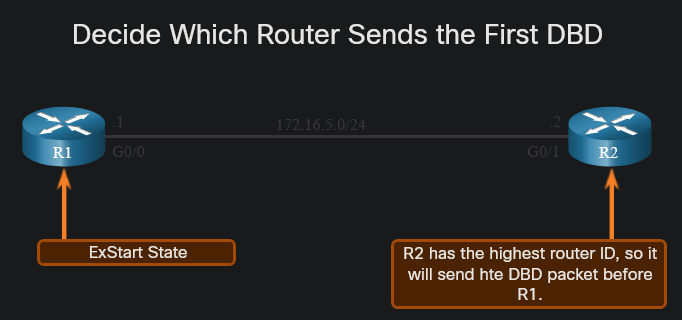 Decide Which Router Sends the First DBD
.1
172.16.5.0/24
.2
R1
G0/0
G0/1
R2
ExStart State
R2 has the highest router ID, so it
will send hte DBD packet before
R1.